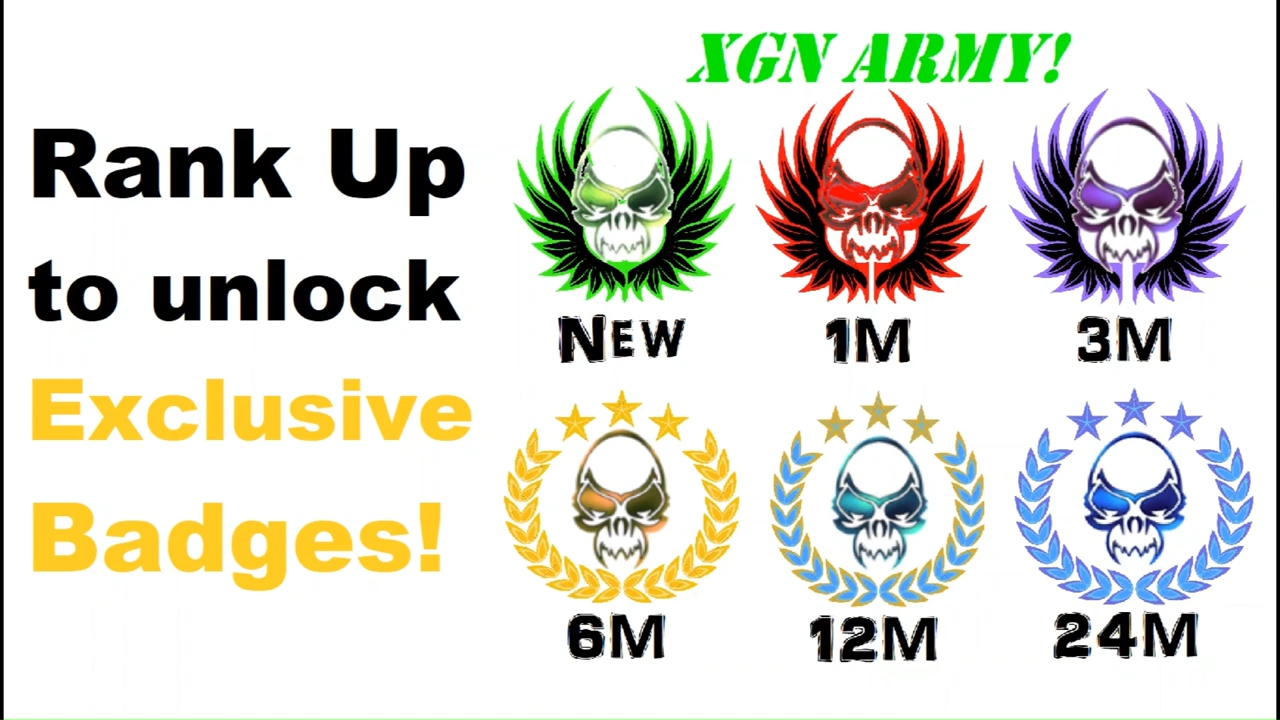 Rank Up
to unlock
Exclusive
Badges!
XGN ARMY!
NEW
1M
3M
6M
12M
24M